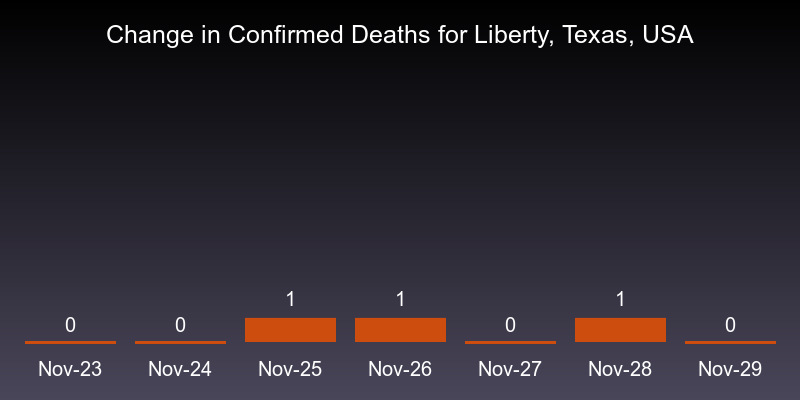 Change in Confirmed Deaths for Liberty, Texas, USA
0 0 1 1 0 1 0
Nov-23 Nov-24 Nov-25 Nov-26 Nov-27 Nov-28 Nov-29